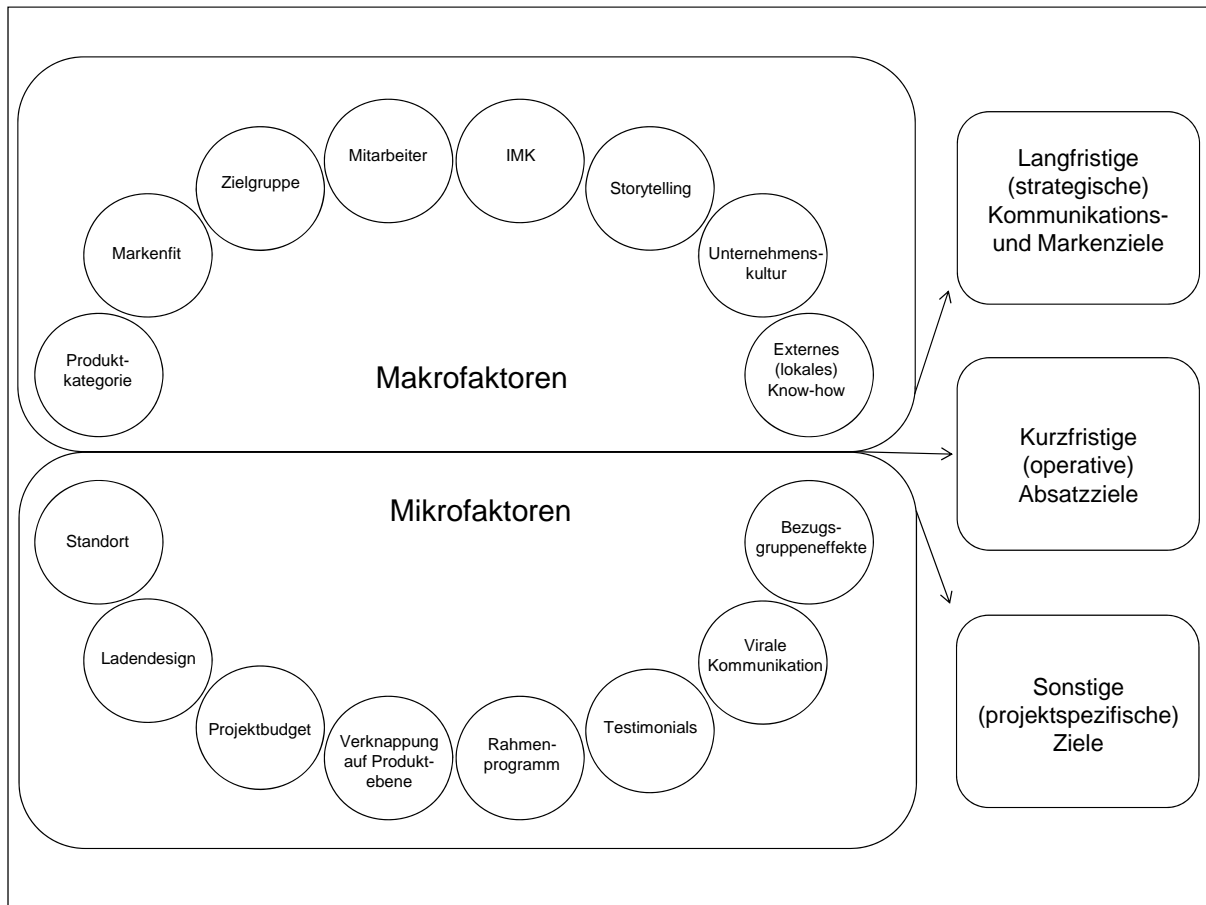 Produkt-
kategorie
Markenfit
Zielgruppe
Mitarbeiter
IMK
Storytelling
Unternehmens-
kultur
Externes
(lokales)
Know-how
Makrofaktoren
Mikrofaktoren
Standort
Ladendesign
Projektbudget
Verknappung
auf Produkt-
ebene
Rahmen-
programm
Testimonials
Virale
Kommunikation
Bezugs-
gruppeneffekte
Langfristige
(strategische)
Kommunikations-
und Markenziele
Kurzfristige
(operative)
Absatzziele
Sonstige
(projektspezifische)
Ziele